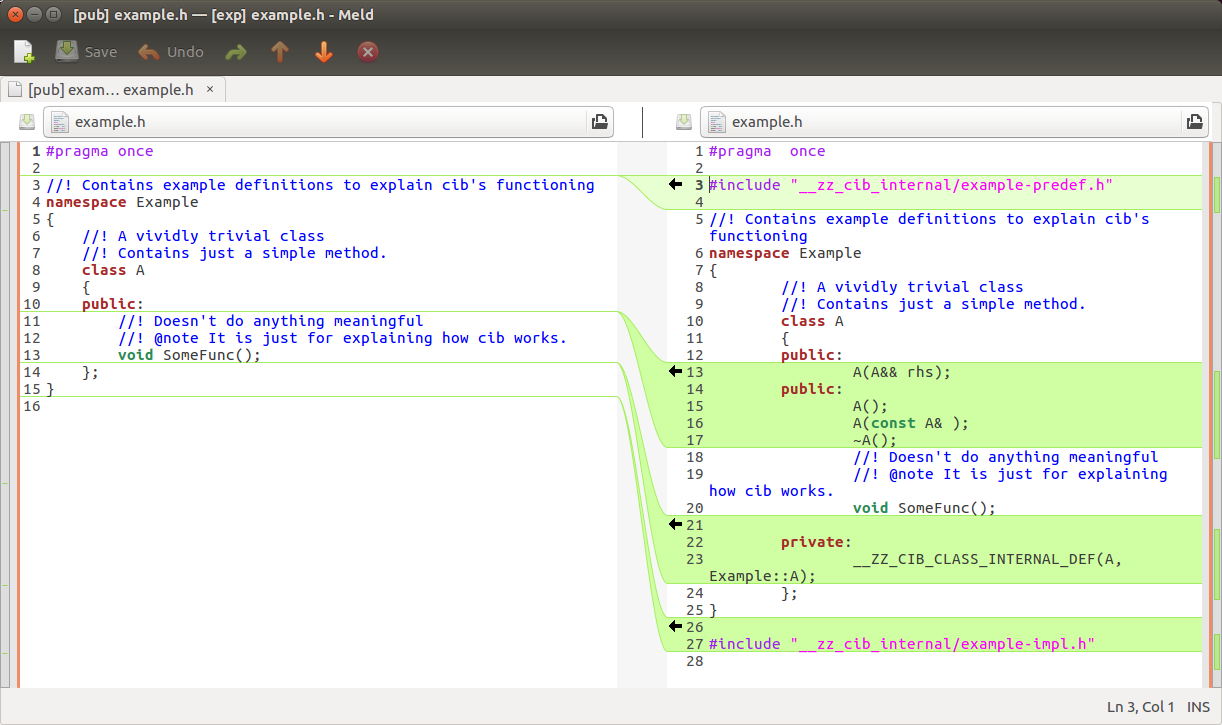 [pub] example.h — [exp] example.h - Meld
Save Undo
[pub] exam… example.h ×
example.h
1 #pragma once
2
3 //! Contains example definitions to explain cib's functioning
4 namespace Example
5 {
6 //! A vividly trivial class
7 //! Contains just a simple method.
8 class A
9 {
10 public:
11 //! Doesn't do anything meaningful
12 //! @note It is just for explaining how cib works.
13 void SomeFunc();
14 };
15 }
16
example.h
1 #pragma  once
2
3 #include "__zz_cib_internal/example-predef.h"
4
5 //! Contains example definitions to explain cib's
functioning
6 namespace Example
7 {
8 //! A vividly trivial class
9 //! Contains just a simple method.
10 class A
11 {
12 public:
13 A(A&& rhs);
14 public:
15 A();
16 A(const A& );
17 ~A();
18 //! Doesn't do anything meaningful
19 //! @note It is just for explaining
how cib works.
20 void SomeFunc();
21
22 private:
23 __ZZ_CIB_CLASS_INTERNAL_DEF(A,
Example::A);
24 };
25 }
26
27 #include "__zz_cib_internal/example-impl.h"
28
Ln 3, Col 1 INS